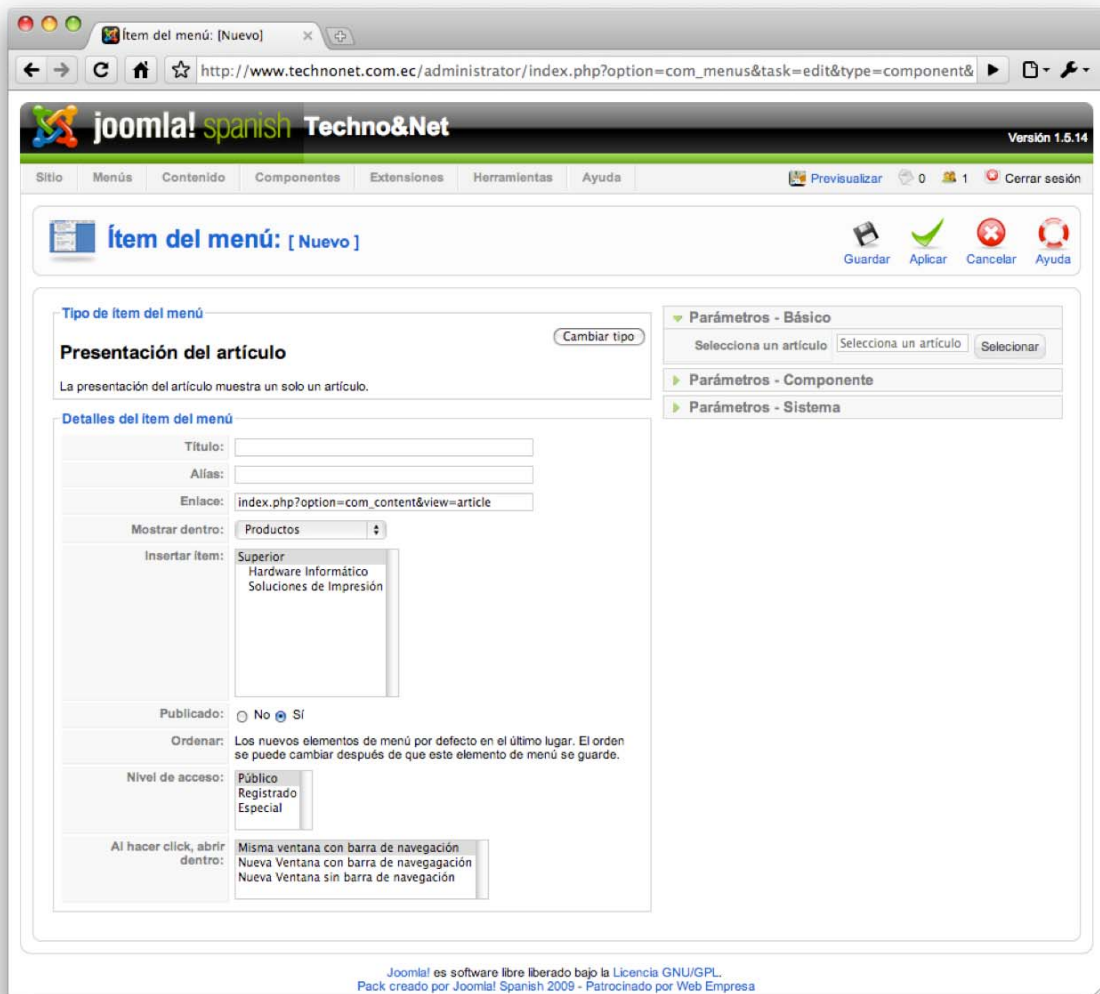 Ítem del menú: [Nuevo]
http://www.technonet.com.ec/administrator/index.php?option=com_menus&task=edit&type=component&
joomla! spanish Techno&Net
Versión 1.5.14
Sitio Menús Contenido Componentes Extensiones Herramientas Ayuda Previsualizar 0 1 Cerrar sesión
Ítem del menú: [ Nuevo ]
Guardar Aplicar Cancelar Ayuda
Tipo de ítem del menú
Cambiar tipo
Presentación del artículo
La presentación del artículo muestra un solo un artículo.
Detalles del ítem del menú
Título:
Alías:
Enlace: index.php?option=com_content&view=article
Mostrar dentro: Productos
Insertar ítem: Superior
Hardware Informático
Soluciones de Impresión
Publicado: No Sí
Ordenar: Los nuevos elementos de menú por defecto en el último lugar. El orden
se puede cambiar después de que este elemento de menú se guarde.
Nivel de acceso: Público
Registrado
Especial
Al hacer click, abrir
dentro: Misma ventana con barra de navegación
Nueva Ventana con barra de navegagación
Nueva Ventana sin barra de navegación
Parámetros - Básico
Selecciona un artículo Selecciona un artículo Selecionar
Parámetros - Componente
Parámetros - Sistema
Joomla! es software libre liberado bajo la Licencia GNU/GPL.
Pack creado por Joomla! Spanish 2009 - Patrocinado por Web Empresa